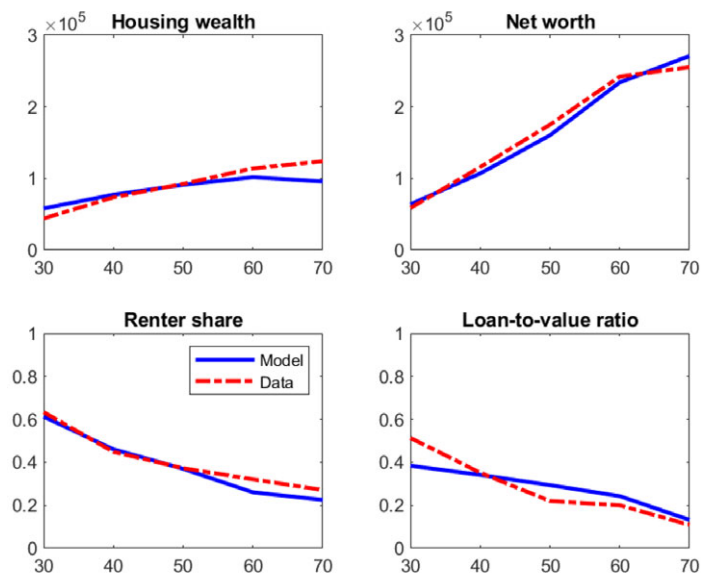 Housing wealth
×10^5
3
2
1
0
30 40 50 60 70
Net worth
×10^5
3
2
1
0
30 40 50 60 70
Renter share
1
0.8
0.6
0.4
0.2
0
Model
Data
30 40 50 60 70
Loan-to-value ratio
1
0.8
0.6
0.4
0.2
0
30 40 50 60 70